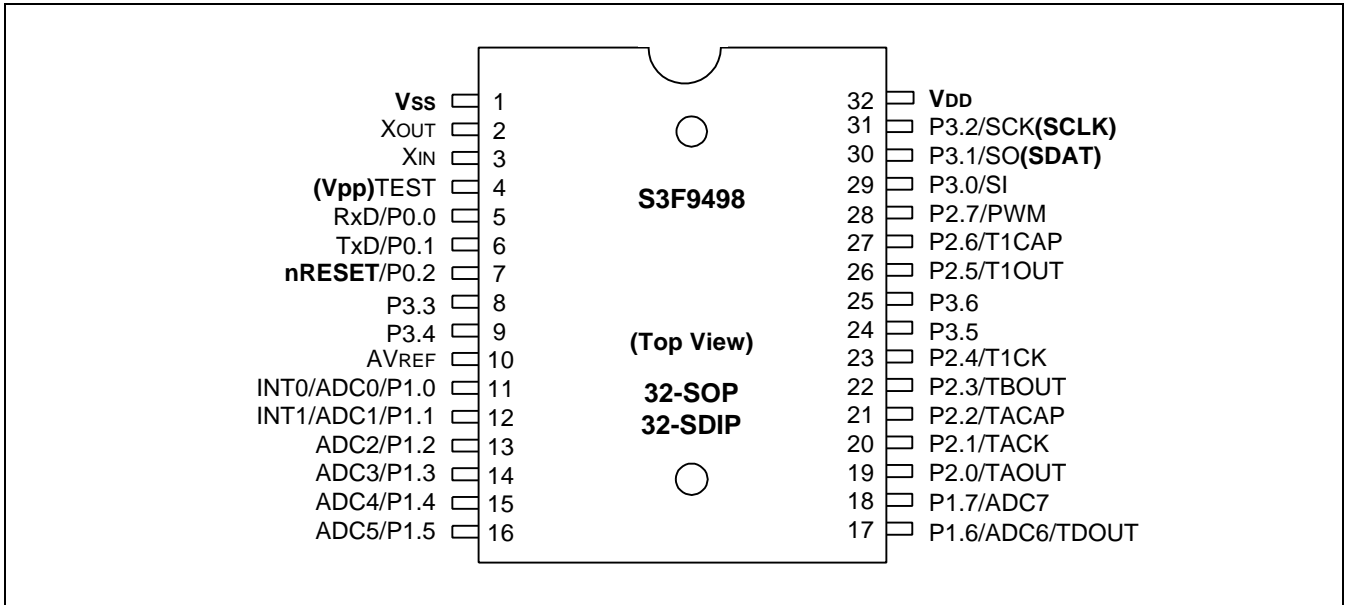 Vss 1
XOUT 2
XIN 3
(Vpp)TEST 4
RxD/P0.0 5
TxD/P0.1 6
nRESET/P0.2 7
P3.3 8
P3.4 9
AVREF 10
INT0/ADC0/P1.0 11
INT1/ADC1/P1.1 12
ADC2/P1.2 13
ADC3/P1.3 14
ADC4/P1.4 15
ADC5/P1.5 16
S3F9498
(Top View)
32-SOP
32-SDIP
32 VDD
31 P3.2/SCK(SCLK)
30 P3.1/SO(SDAT)
29 P3.0/SI
28 P2.7/PWM
27 P2.6/T1CAP
26 P2.5/T1OUT
25 P3.6
24 P3.5
23 P2.4/T1CK
22 P2.3/TBOUT
21 P2.2/TACAP
20 P2.1/TACK
19 P2.0/TAOUT
18 P1.7/ADC7
17 P1.6/ADC6/TDOUT